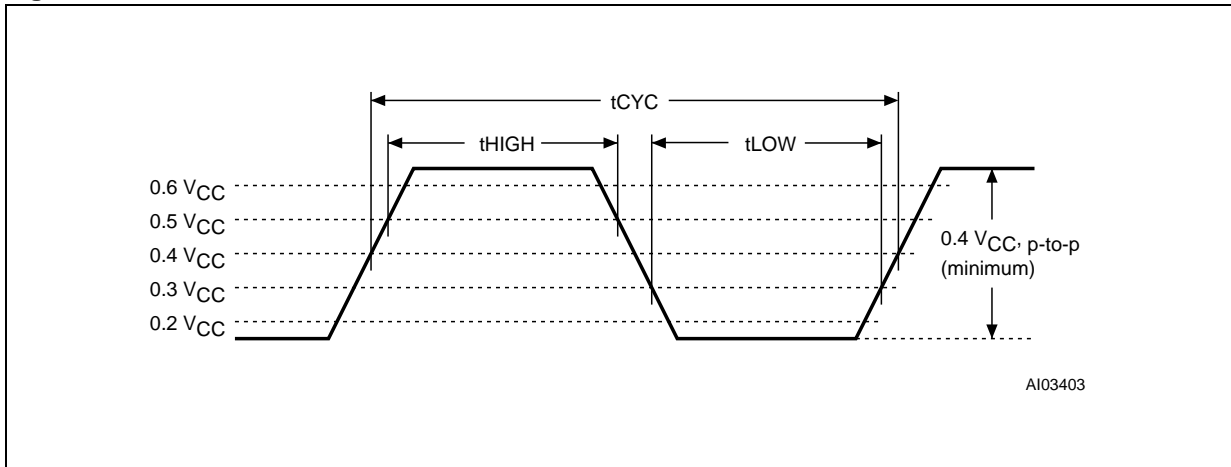 tCYC
tHIGH
tLOW
0.6 VCC
0.5 VCC
0.4 VCC
0.3 VCC
0.2 VCC
0.4 VCC, p-to-p
(minimum)
AI03403